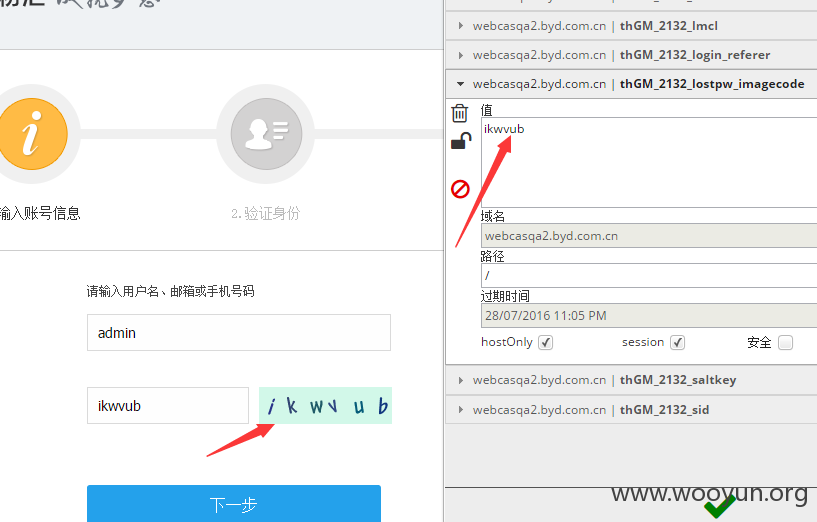 webcasqa2.byd.com.cn | thGM_2132_lmcl
webcasqa2.byd.com.cn | thGM_2132_login_referer
webcasqa2.byd.com.cn | thGM_2132_lostpw_imagecode
值
ikwvub
域名
webcasqa2.byd.com.cn
路径
/
过期时间
28/07/2016 11:05 PM
hostOnly
session
安全
webcasqa2.byd.com.cn | thGM_2132_saltkey
webcasqa2.byd.com.cn | thGM_2132_sid
输入账号信息
2.验证身份
请输入用户名、邮箱或手机号码
admin
ikwvub
i k w v u b
下一步
www.wooyun.org